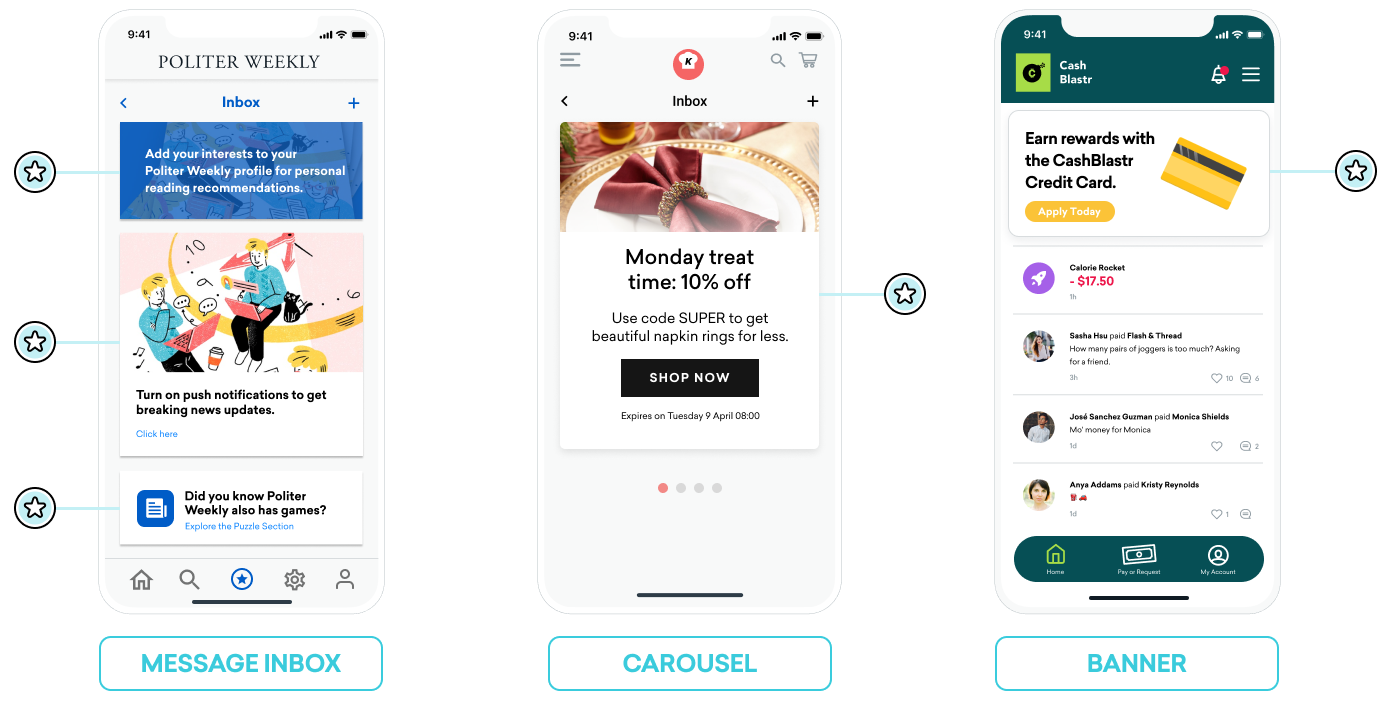 9:41
POLITER WEEKLY
Inbox
Add your interests to your
Politer Weekly profile for personal
reading recommendations.
10
6
Turn on push notifications to get
breaking news updates.
Click here
Did you know Politer
Weekly also has games?
Explore the Puzzle Section
MESSAGE INBOX
9:41
K
Inbox
Monday treat
time: 10% off
Use code SUPER to get
beautiful napkin rings for less.
SHOP NOW
Expires on Tuesday 9 April 08:00
CAROUSEL
9:41
C
Cash
Blastr
Earn rewards with
the CashBlastr
Credit Card.
Apply Today
Calorie Rocket
- $17.50
1h
Sasha Hsu paid Flash & Thread
How many pairs of joggers is too much? Asking
for a friend.
3h
10
6
José Sanchez Guzman paid Monica Shields
Mo' money for Monica
1d
2
Anya Addams paid Kristy Reynolds
1d
1
Home
Pay or Request
My Account
BANNER